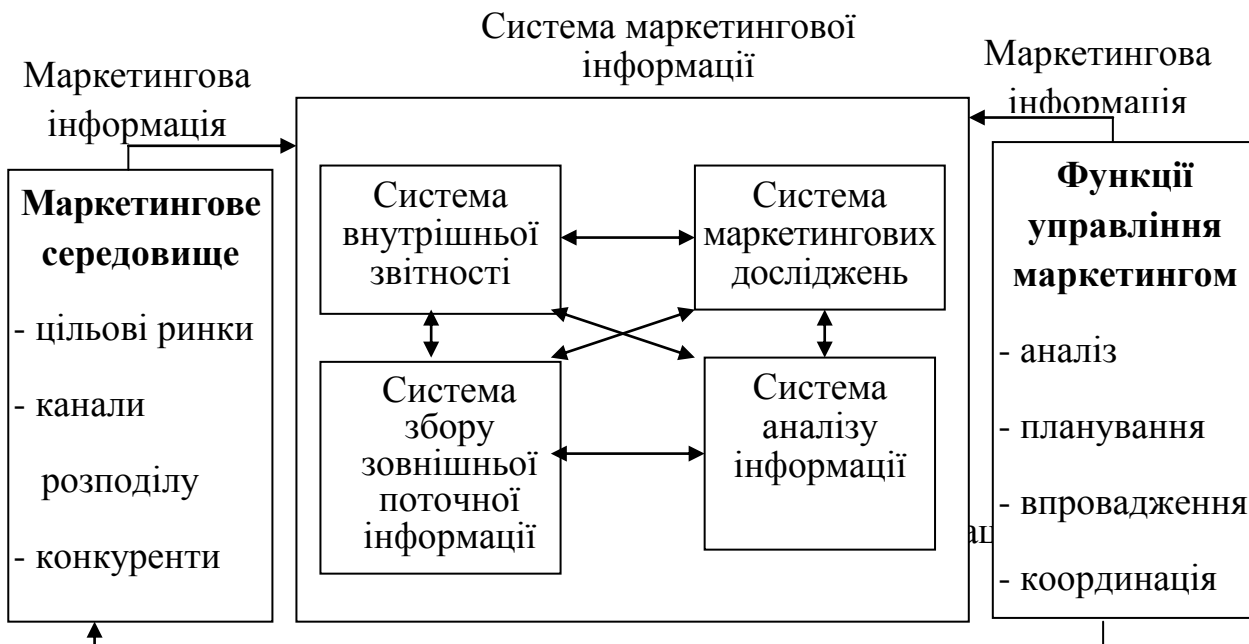 Система маркетингової
інформації
Маркетингова
інформація
Маркетингова
інформація
Маркетингове
середовище
- цільові ринки
- канали
розподілу
- конкуренти
Система
внутрішньої
звітності
Система
маркетингових
досліджень
Система
збору
зовнішньої
поточної
інформації
Система
аналізу
інформації
Функції
управління
маркетингом
- аналіз
- планування
- впровадження
- координація